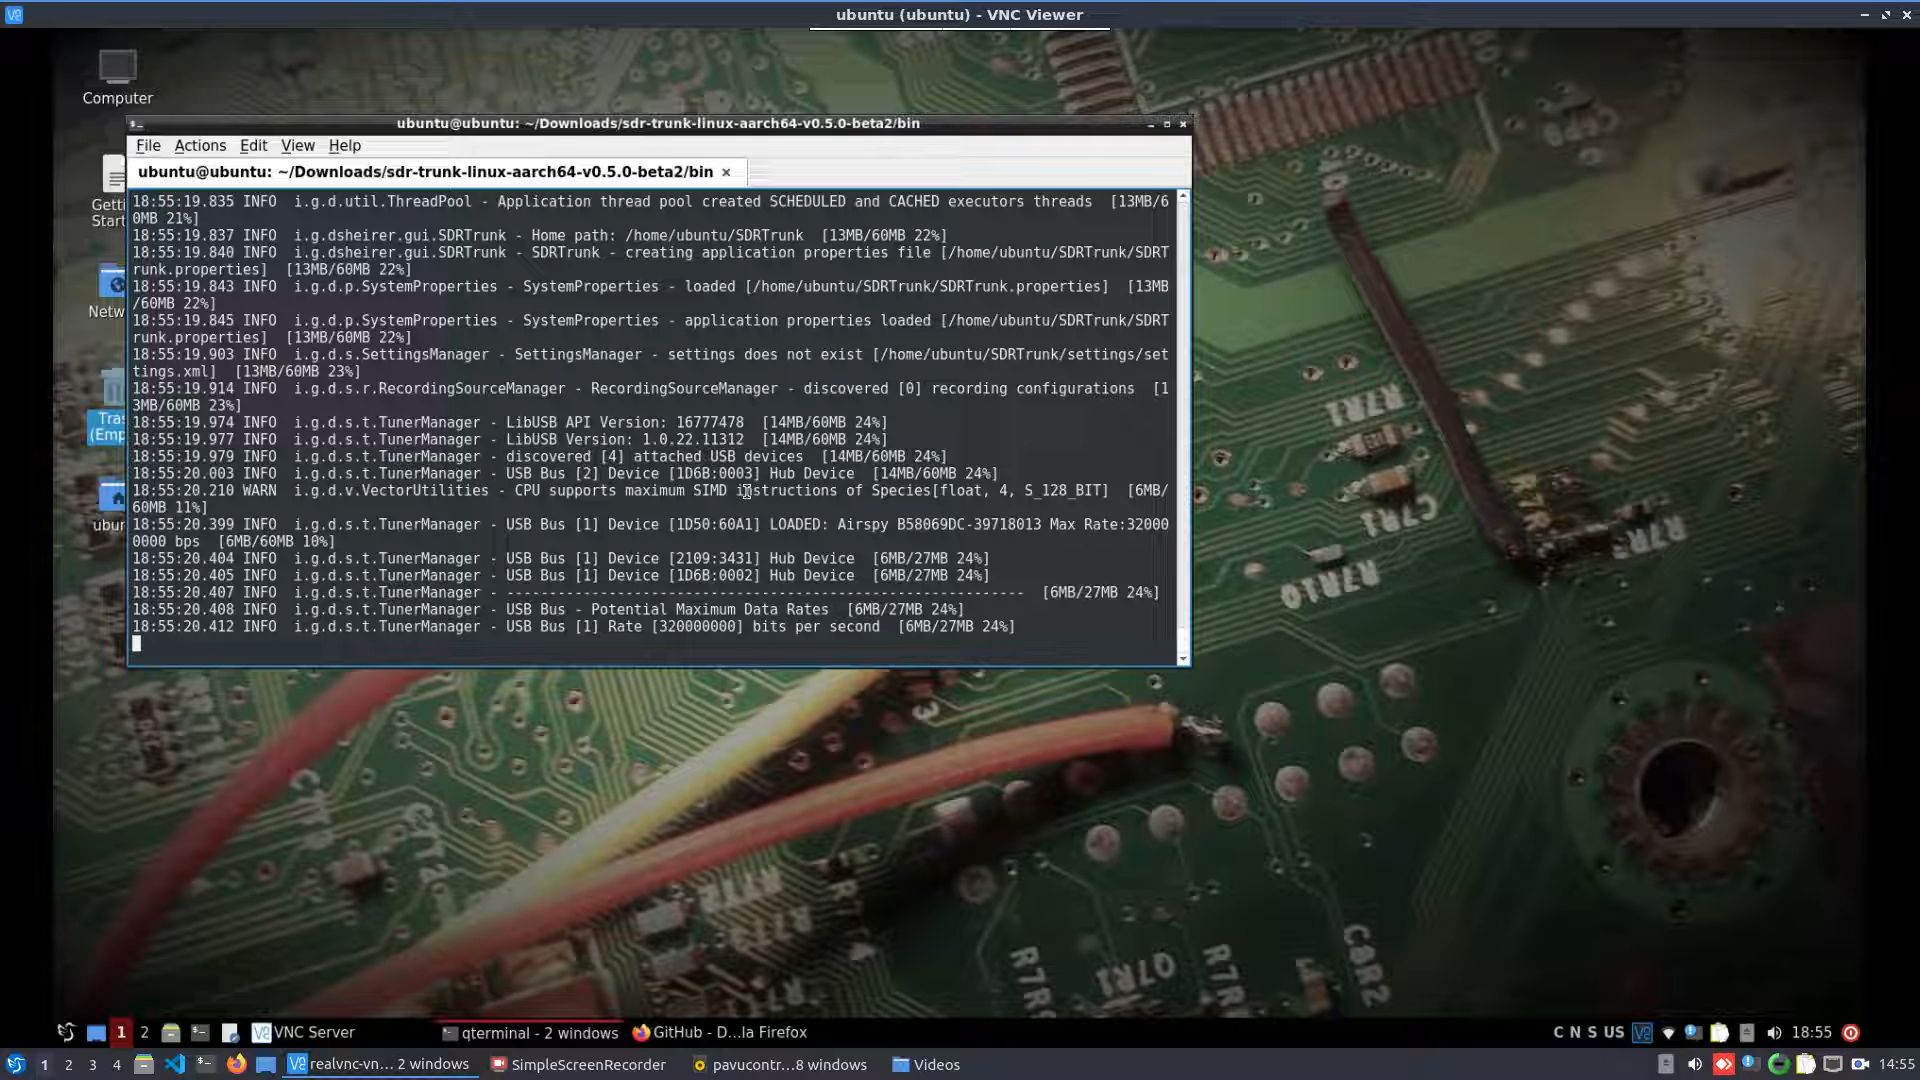 ubuntu (ubuntu) - VNC Viewer
Computer
ubuntu@ubuntu: ~/Downloads/sdr-trunk-linux-aarch64-v0.5.0-beta2/bin
File Actions Edit View Help
ubuntu@ubuntu: ~/Downloads/sdr-trunk-linux-aarch64-v0.5.0-beta2/bin
18:55:19.835 INFO i.g.d.util.ThreadPool - Application thread pool created SCHEDULED and CACHED executors threads [13MB/6
0MB 21%]
18:55:19.837 INFO i.g.dsheirer.gui.SDRTrunk - Home path: /home/ubuntu/SDRTrunk [13MB/60MB 22%]
18:55:19.840 INFO i.g.dsheirer.gui.SDRTrunk - SDRTrunk - creating application properties file [/home/ubuntu/SDRTrunk/SDRT
runk.properties] [13MB/60MB 22%]
18:55:19.843 INFO i.g.d.p.SystemProperties - SystemProperties - loaded [/home/ubuntu/SDRTrunk/SDRTrunk.properties] [13MB
/60MB 22%]
18:55:19.845 INFO i.g.d.p.SystemProperties - SystemProperties - application properties loaded [/home/ubuntu/SDRTrunk/SDRT
runk.properties] [13MB/60MB 22%]
18:55:19.903 INFO i.g.d.s.SettingsManager - SettingsManager - settings does not exist [/home/ubuntu/SDRTrunk/settings/set
tings.xml] [13MB/60MB 23%]
18:55:19.914 INFO i.g.d.s.r.RecordingSourceManager - RecordingSourceManager - discovered [0] recording configurations [1
3MB/60MB 23%]
18:55:19.974 INFO i.g.d.s.t.TunerManager - LibUSB API Version: 16777478 [14MB/60MB 24%]
18:55:19.977 INFO i.g.d.s.t.TunerManager - LibUSB Version: 1.0.22.11312 [14MB/60MB 24%]
18:55:19.979 INFO i.g.d.s.t.TunerManager - discovered [4] attached USB devices [14MB/60MB 24%]
18:55:20.003 INFO i.g.d.s.t.TunerManager - USB Bus [2] Device [1D6B:0003] Hub Device [14MB/60MB 24%]
18:55:20.210 WARN i.g.d.v.VectorUtilities - CPU supports maximum SIMD instructions of Species[float, 4, S_128_BIT] [6MB/
60MB 11%]
18:55:20.399 INFO i.g.d.s.t.TunerManager - USB Bus [1] Device [1D50:60A1] LOADED: Airspy B58069DC-39718013 Max Rate:32000
0000 bps [6MB/60MB 10%]
18:55:20.404 INFO i.g.d.s.t.TunerManager - USB Bus [1] Device [2109:3431] Hub Device [6MB/27MB 24%]
18:55:20.405 INFO i.g.d.s.t.TunerManager - USB Bus [1] Device [1D6B:0002] Hub Device [6MB/27MB 24%]
18:55:20.407 INFO i.g.d.s.t.TunerManager - ------------------------------------------------------------- [6MB/27MB 24%]
18:55:20.408 INFO i.g.d.s.t.TunerManager - USB Bus - Potential Maximum Data Rates [6MB/27MB 24%]
18:55:20.412 INFO i.g.d.s.t.TunerManager - USB Bus [1] Rate [320000000] bits per second [6MB/27MB 24%]
Getti
Start
Netw
Tras
(Emp
ubun
R7R1
C7R1
R7R10
C8R2
Q7R1
1 2 VNC Server qterminal - 2 windows GitHub - D...la Firefox C N S US 18:55
1 2 3 4 realvnc-vn... 2 windows SimpleScreenRecorder pavucontr...8 windows Videos 14:55